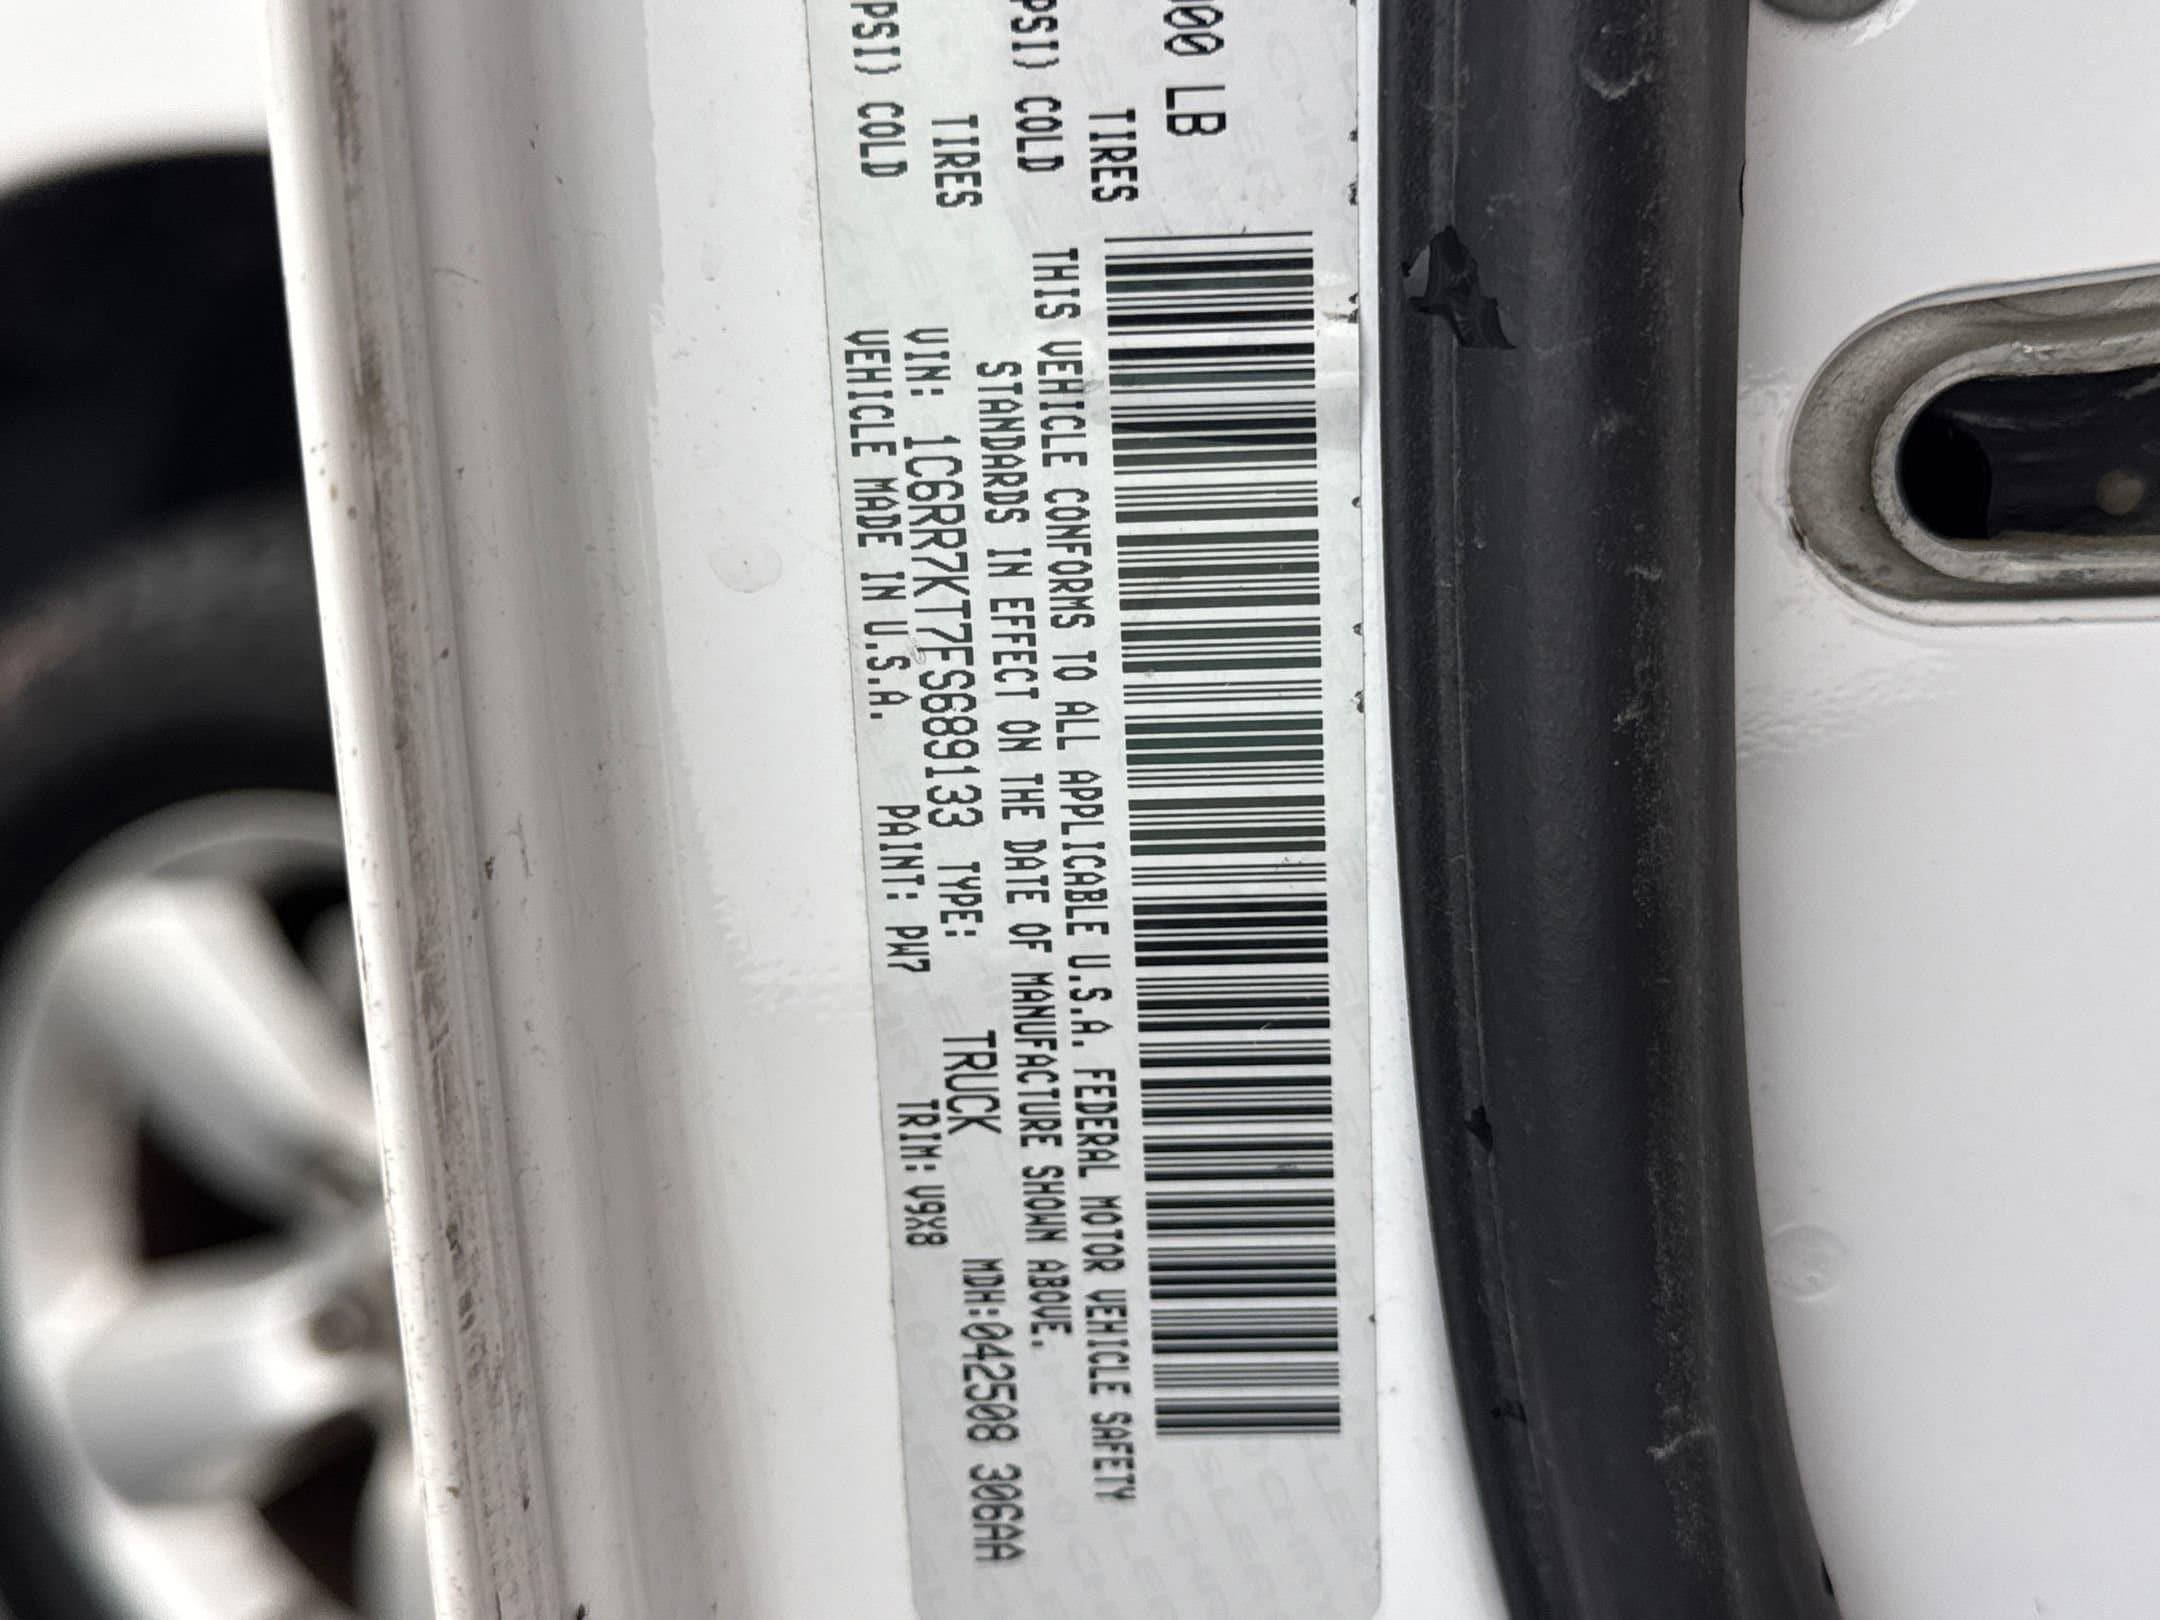 000 LB
TIRES
PSI) COLD
TIRES
PSI) COLD
THIS VEHICLE CONFORMS TO ALL APPLICABLE U.S.A. FEDERAL MOTOR VEHICLE SAFETY
STANDARDS IN EFFECT ON THE DATE OF MANUFACTURE SHOWN ABOVE.
VIN: 1C6RR7KT7FS689133 TYPE: TRUCK MDH:042508 306AA
VEHICLE MADE IN U.S.A. PAINT: PW7 TRIM: V9X8